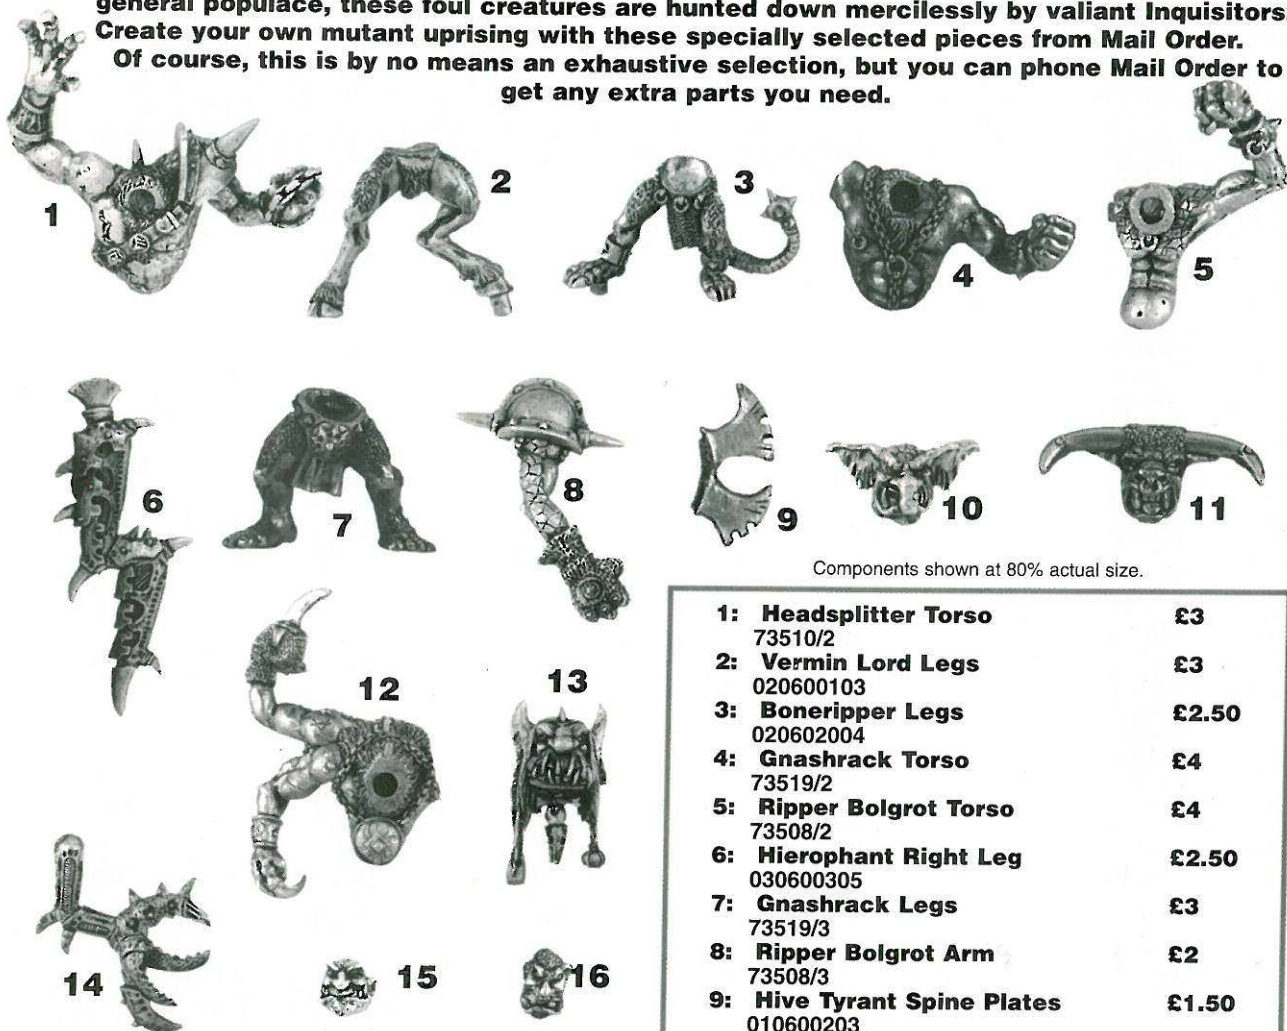 general populace, these foul creatures are hunted down mercilessly by valiant Inquisitors
Create your own mutant uprising with these specially selected pieces from Mail Order.
Of course, this is by no means an exhaustive selection, but you can phone Mail Order to
get any extra parts you need.
1
2
3
4
5
6
7
8
9
10
11
Components shown at 80% actual size.
12
13
14
15
16
1: Headsplitter Torso £3
73510/2
2: Vermin Lord Legs £3
020600103
3: Boneripper Legs £2.50
020602004
4: Gnashrack Torso £4
73519/2
5: Ripper Bolgrot Torso £4
73508/2
6: Hierophant Right Leg £2.50
030600305
7: Gnashrack Legs £3
73519/3
8: Ripper Bolgrot Arm £2
73508/3
9: Hive Tyrant Spine Plates £1.50
010600203